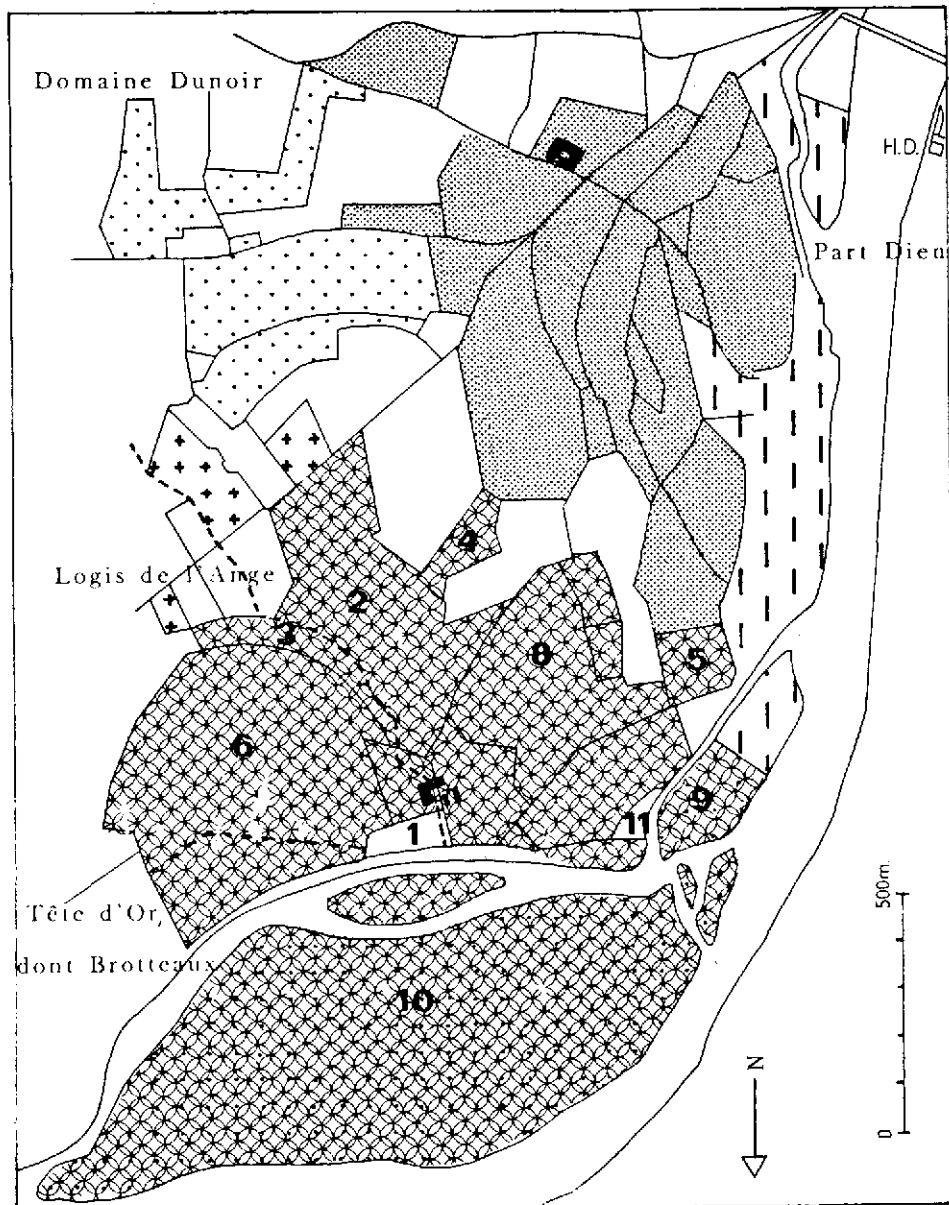 Domaine Dunoir
H.D.
Part Dieu
4
Logis de l'Ange
2
3
8
5
6
9
1
11
Tête d'Or,
dont Brotteaux
10
500m.
0
N